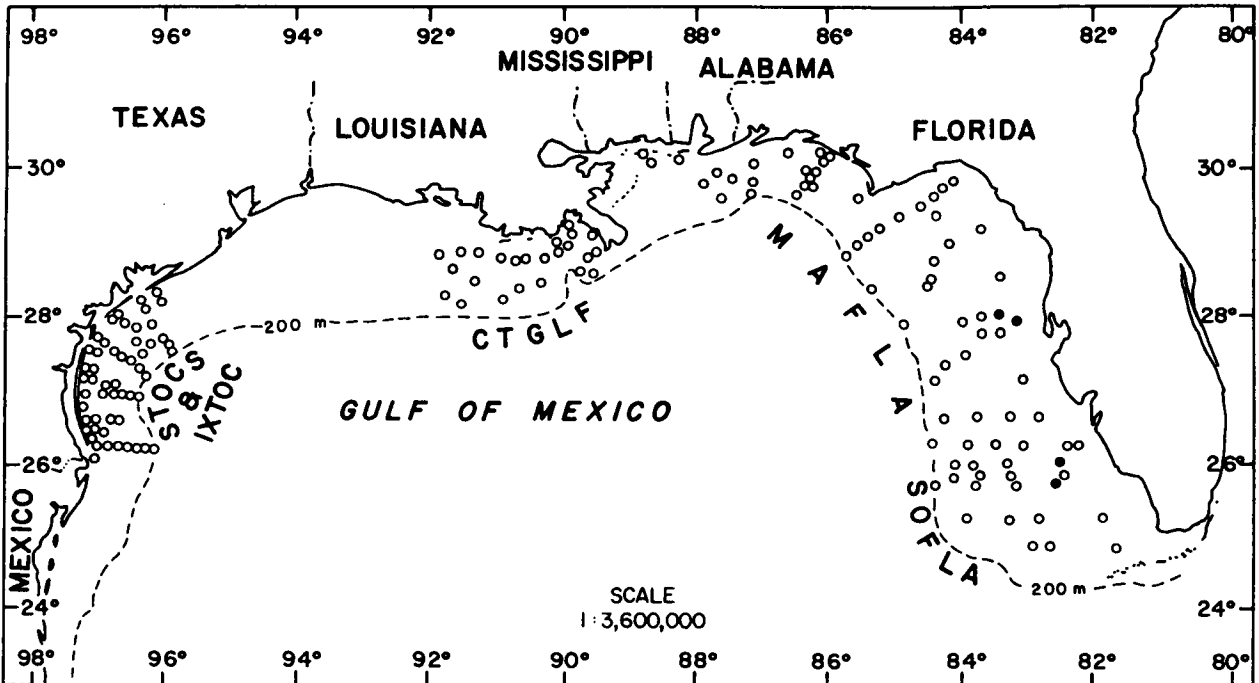 98° 96° 94° 92° 90° 88° 86° 84° 82° 80°
MISSISSIPPI
ALABAMA
TEXAS
LOUISIANA
FLORIDA
30° 30°
28° 28°
200 m
CTGLF
MAFLA
STOCS
&
IXTOC
GULF OF MEXICO
26° 26°
SOFLA
MEXICO
200 m
SCALE
1:3,600,000
24° 24°
98° 96° 94° 92° 90° 88° 86° 84° 82° 80°